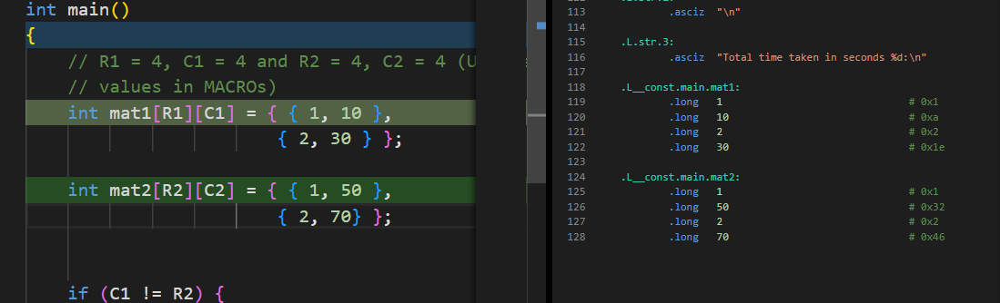 int main()
{
// R1 = 4, C1 = 4 and R2 = 4, C2 = 4 (U
// values in MACROs)
int mat1[R1][C1] = { { 1, 10 },
{ 2, 30 } };
int mat2[R2][C2] = { { 1, 50 },
{ 2, 70} };
if (C1 != R2) {
113 .asciz "\n"
114
115 .L.str.3:
116 .asciz "Total time taken in seconds %d:\n"
117
118 .L__const.main.mat1:
119 .long 1 # 0x1
120 .long 10 # 0xa
121 .long 2 # 0x2
122 .long 30 # 0x1e
123
124 .L__const.main.mat2:
125 .long 1 # 0x1
126 .long 50 # 0x32
127 .long 2 # 0x2
128 .long 70 # 0x46